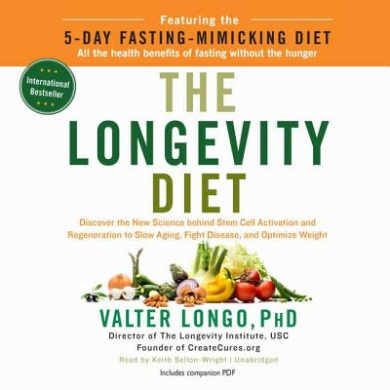 Featuring the
5-DAY FASTING-MIMICKING DIET
All the health benefits of fasting without the hunger
International
Bestseller
THE
LONGEVITY
DIET
Discover the New Science behind Stem Cell Activation and
Regeneration to Slow Aging, Fight Disease, and Optimize Weight
VALTER LONGO, PHD
Director of The Longevity Institute, USC
Founder of CreateCures.org
Read by Keith Sellon-Wright | Unabridged
Includes companion PDF